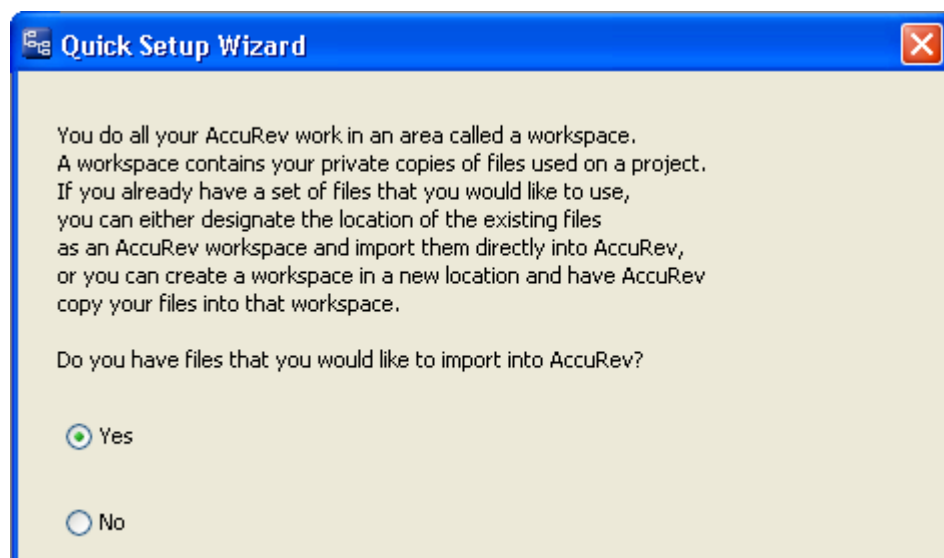 Quick Setup Wizard
You do all your AccuRev work in an area called a workspace.
A workspace contains your private copies of files used on a project.
If you already have a set of files that you would like to use,
you can either designate the location of the existing files
as an AccuRev workspace and import them directly into AccuRev,
or you can create a workspace in a new location and have AccuRev
copy your files into that workspace.
Do you have files that you would like to import into AccuRev?
Yes
No